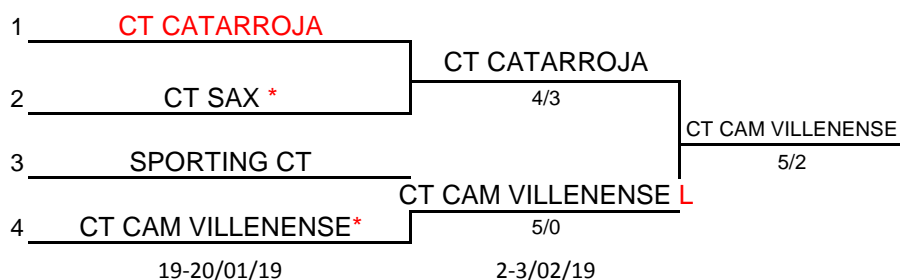 1 CT CATARROJA
CT CATARROJA
2 CT SAX *
4/3
CT CAM VILLENENSE
3 SPORTING CT
5/2
CT CAM VILLENENSE L
4 CT CAM VILLENENSE*
5/0
19-20/01/19
2-3/02/19